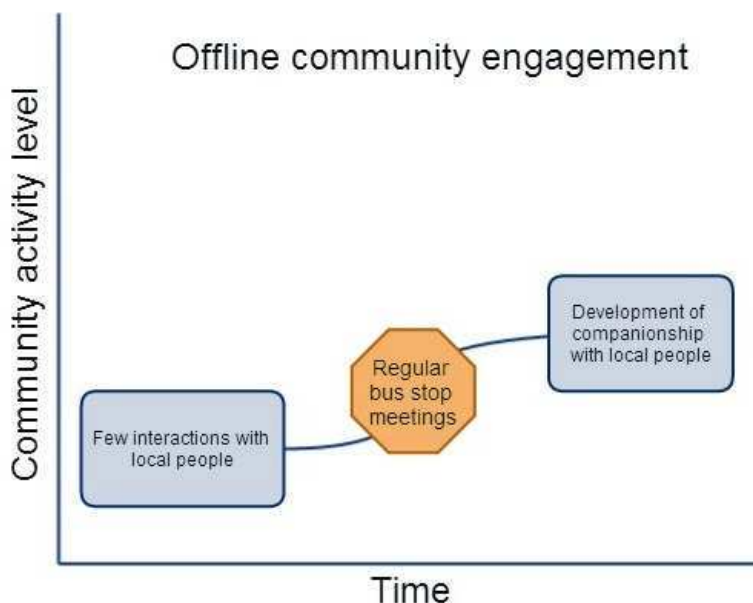 Offline community engagement
Community activity level
Development of
companionship
with local people
Regular
bus stop
meetings
Few interactions with
local people
Time